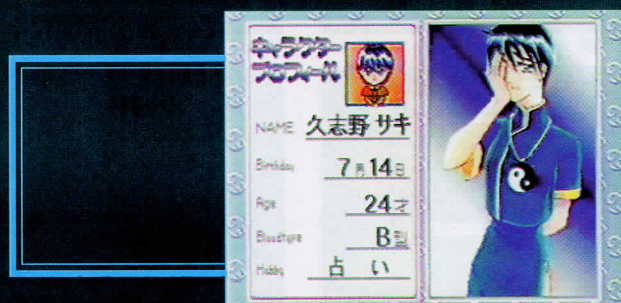 キャラクター
プロフィール
NAME 久志野 サキ
Birthday 7月14日
Age 24才
Bloodtype B型
Hobby 占い